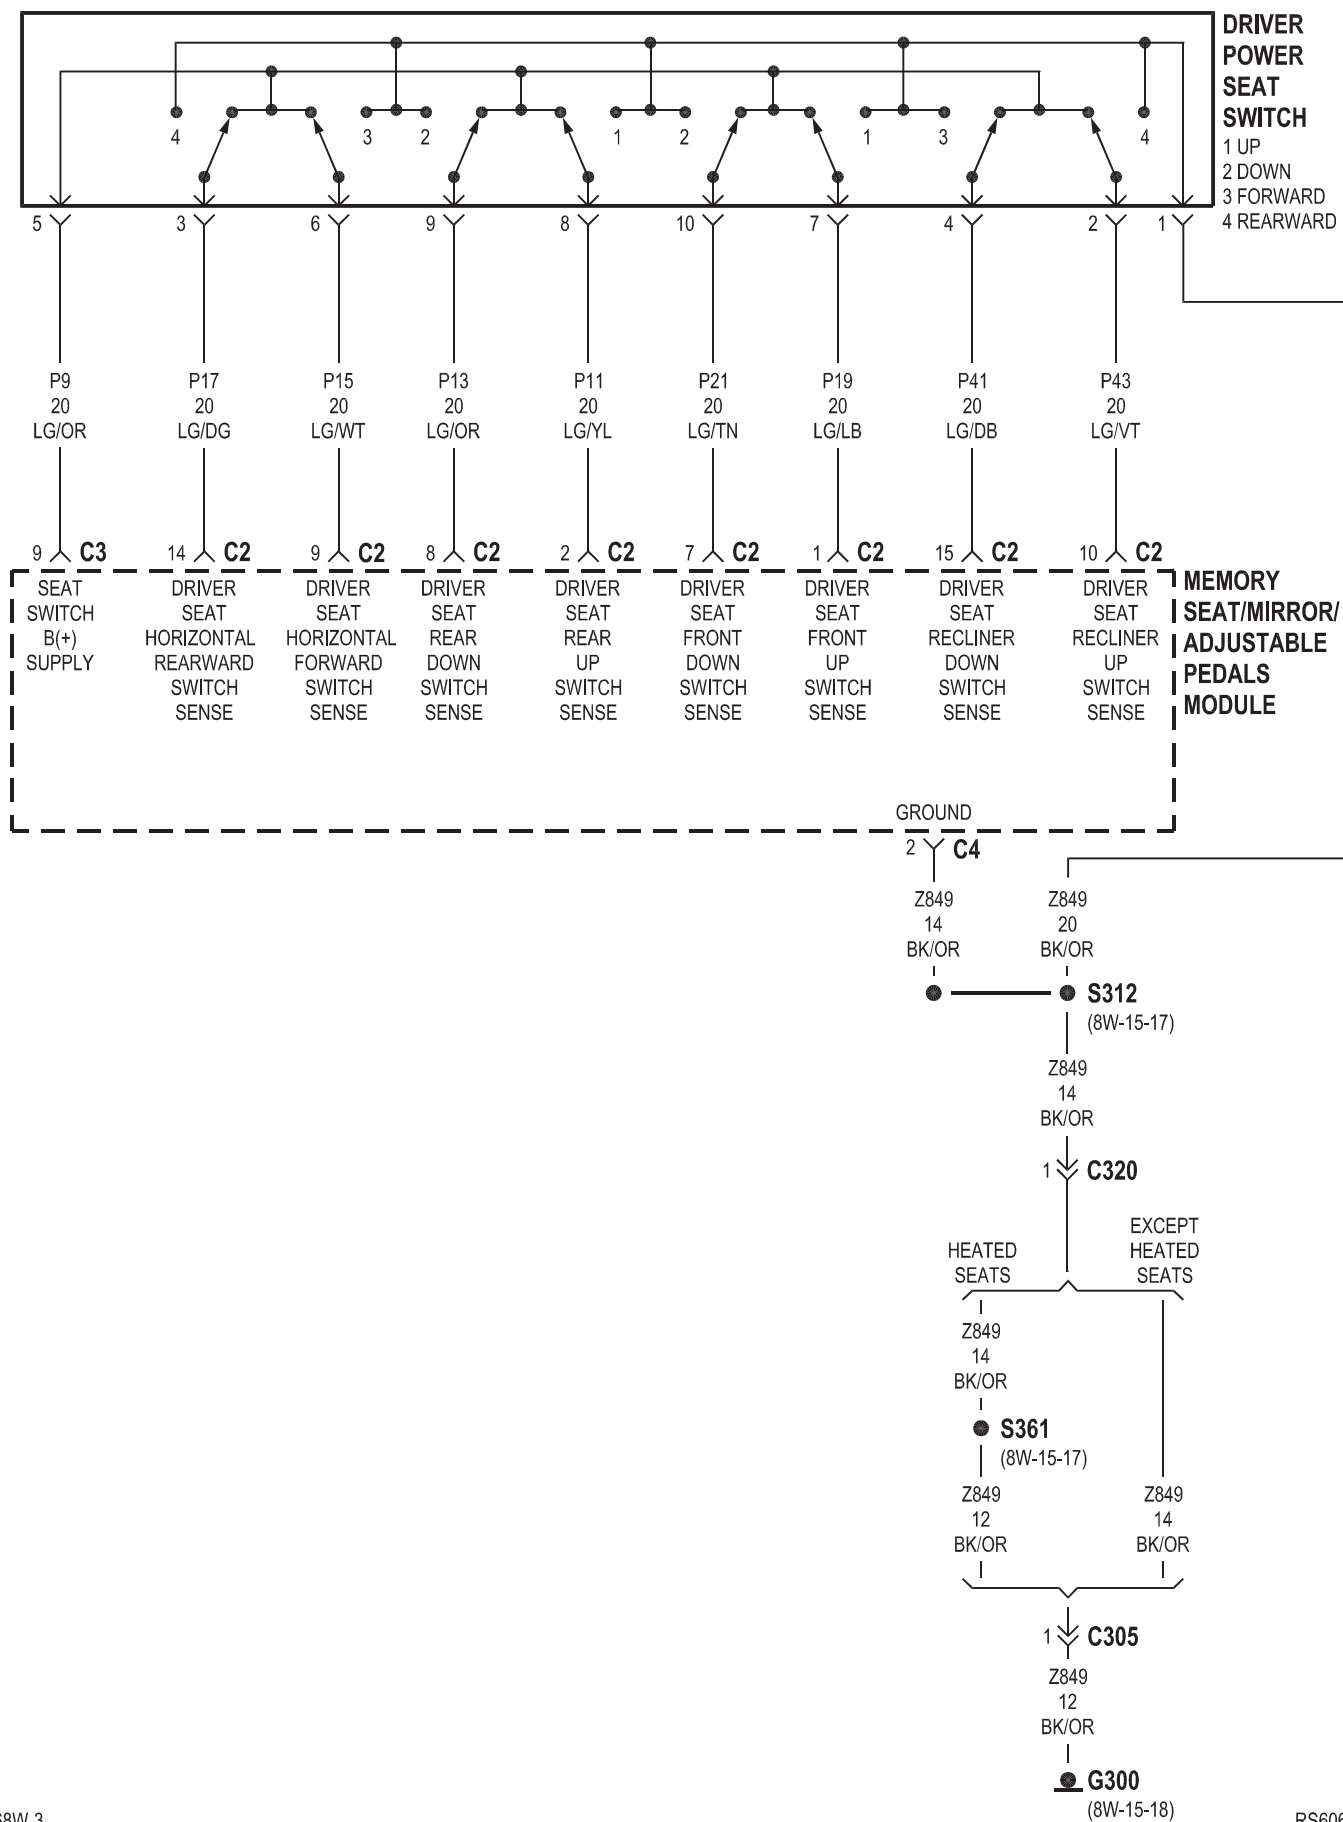 DRIVER
POWER
SEAT
SWITCH
1 UP
2 DOWN
3 FORWARD
4 REARWARD
4 3 2 1 2 1 3 4
5 3 6 9 8 10 7 4 2 1
P9 P17 P15 P13 P11 P21 P19 P41 P43
20 20 20 20 20 20 20 20 20
LG/OR LG/DG LG/WT LG/OR LG/YL LG/TN LG/LB LG/DB LG/VT
9 C3 14 C2 9 C2 8 C2 2 C2 7 C2 1 C2 15 C2 10 C2
SEAT
SWITCH
B(+)
SUPPLY
DRIVER
SEAT
HORIZONTAL
REARWARD
SWITCH
SENSE
DRIVER
SEAT
HORIZONTAL
FORWARD
SWITCH
SENSE
DRIVER
SEAT
REAR
DOWN
SWITCH
SENSE
DRIVER
SEAT
REAR
UP
SWITCH
SENSE
DRIVER
SEAT
FRONT
DOWN
SWITCH
SENSE
DRIVER
SEAT
FRONT
UP
SWITCH
SENSE
DRIVER
SEAT
RECLINER
DOWN
SWITCH
SENSE
DRIVER
SEAT
RECLINER
UP
SWITCH
SENSE
MEMORY
SEAT/MIRROR/
ADJUSTABLE
PEDALS
MODULE
GROUND
2 C4
Z849 Z849
14 20
BK/OR BK/OR
S312
(8W-15-17)
Z849
14
BK/OR
1 C320
HEATED
SEATS
EXCEPT
HEATED
SEATS
Z849
14
BK/OR
S361
(8W-15-17)
Z849 Z849
12 14
BK/OR BK/OR
1 C305
Z849
12
BK/OR
G300
(8W-15-18)